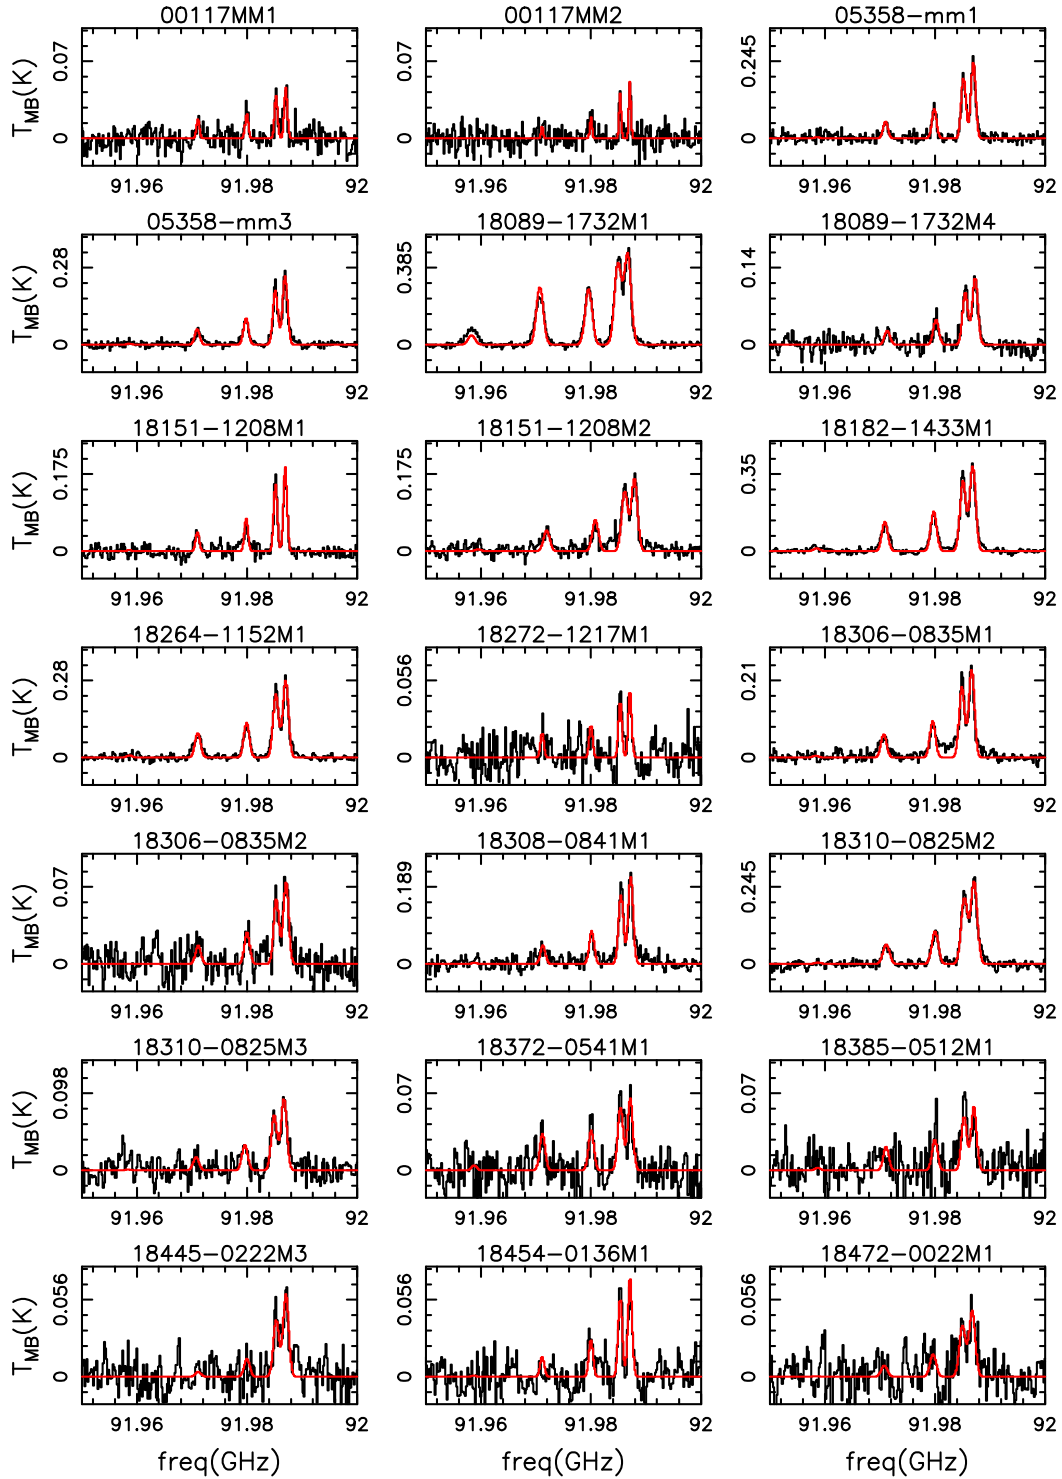 00117MM1 00117MM2 05358-mm1
T_MB(K) 0.07 0 0.07 0 0.245 0
91.96 91.98 92 91.96 91.98 92 91.96 91.98 92
05358-mm3 18089-1732M1 18089-1732M4
T_MB(K) 0.28 0 0.385 0 0.14 0
91.96 91.98 92 91.96 91.98 92 91.96 91.98 92
18151-1208M1 18151-1208M2 18182-1433M1
T_MB(K) 0.175 0 0.175 0 0.35 0
91.96 91.98 92 91.96 91.98 92 91.96 91.98 92
18264-1152M1 18272-1217M1 18306-0835M1
T_MB(K) 0.28 0 0.056 0 0.21 0
91.96 91.98 92 91.96 91.98 92 91.96 91.98 92
18306-0835M2 18308-0841M1 18310-0825M2
T_MB(K) 0.07 0 0.189 0 0.245 0
91.96 91.98 92 91.96 91.98 92 91.96 91.98 92
18310-0825M3 18372-0541M1 18385-0512M1
T_MB(K) 0.098 0 0.07 0 0.07 0
91.96 91.98 92 91.96 91.98 92 91.96 91.98 92
18445-0222M3 18454-0136M1 18472-0022M1
T_MB(K) 0.056 0 0.056 0 0.056 0
91.96 91.98 92 91.96 91.98 92 91.96 91.98 92
freq(GHz) freq(GHz) freq(GHz)